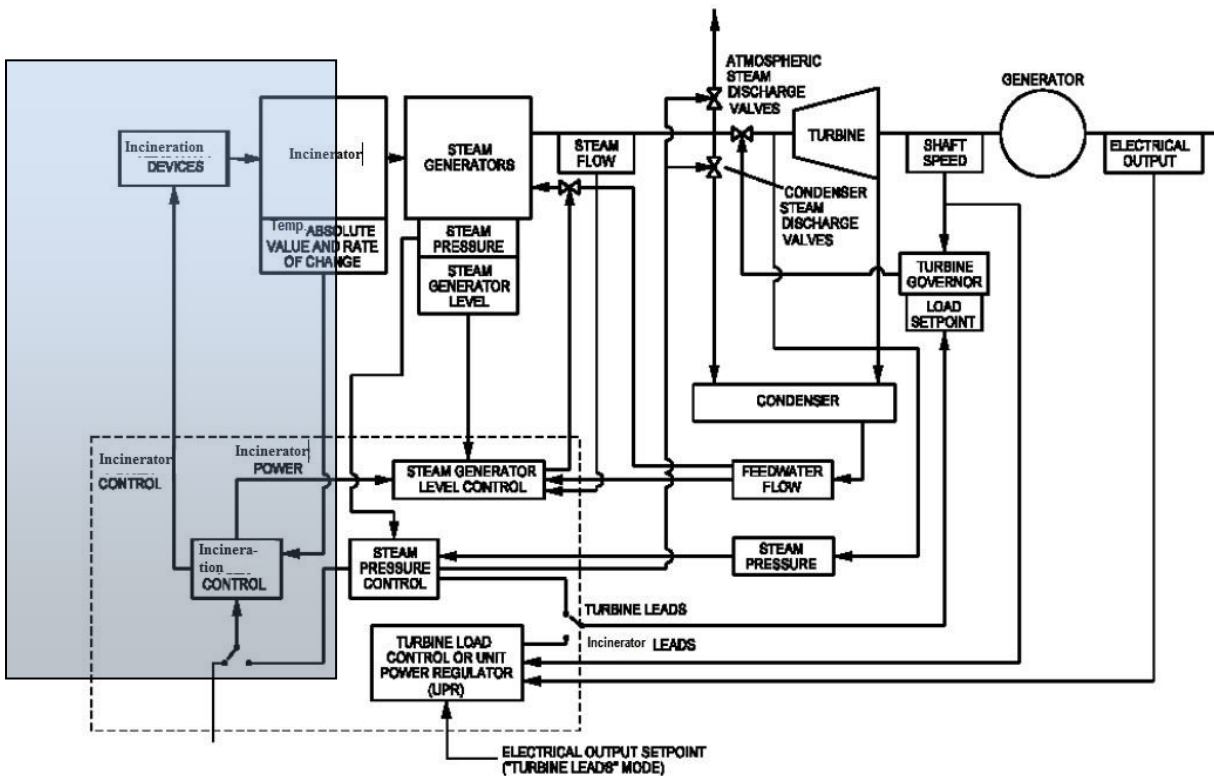 ATMOSPHERIC
STEAM
DISCHARGE
VALVES
GENERATOR
Incineration
DEVICES
Incinerator
STEAM
GENERATORS
STEAM
FLOW
TURBINE
SHAFT
SPEED
ELECTRICAL
OUTPUT
CONDENSER
STEAM
DISCHARGE
VALVES
Temp.
ABSOLUTE
VALUE AND RATE
OF CHANGE
STEAM
PRESSURE
STEAM
GENERATOR
LEVEL
TURBINE
GOVERNOR
LOAD
SETPOINT
CONDENSER
Incinerator
CONTROL
Incinerator
POWER
STEAM GENERATOR
LEVEL CONTROL
FEEDWATER
FLOW
Incinera-
tion
CONTROL
STEAM
PRESSURE
CONTROL
STEAM
PRESSURE
TURBINE LEADS
Incinerator LEADS
TURBINE LOAD
CONTROL OR UNIT
POWER REGULATOR
(UPR)
ELECTRICAL OUTPUT SETPOINT
("TURBINE LEADS" MODE)